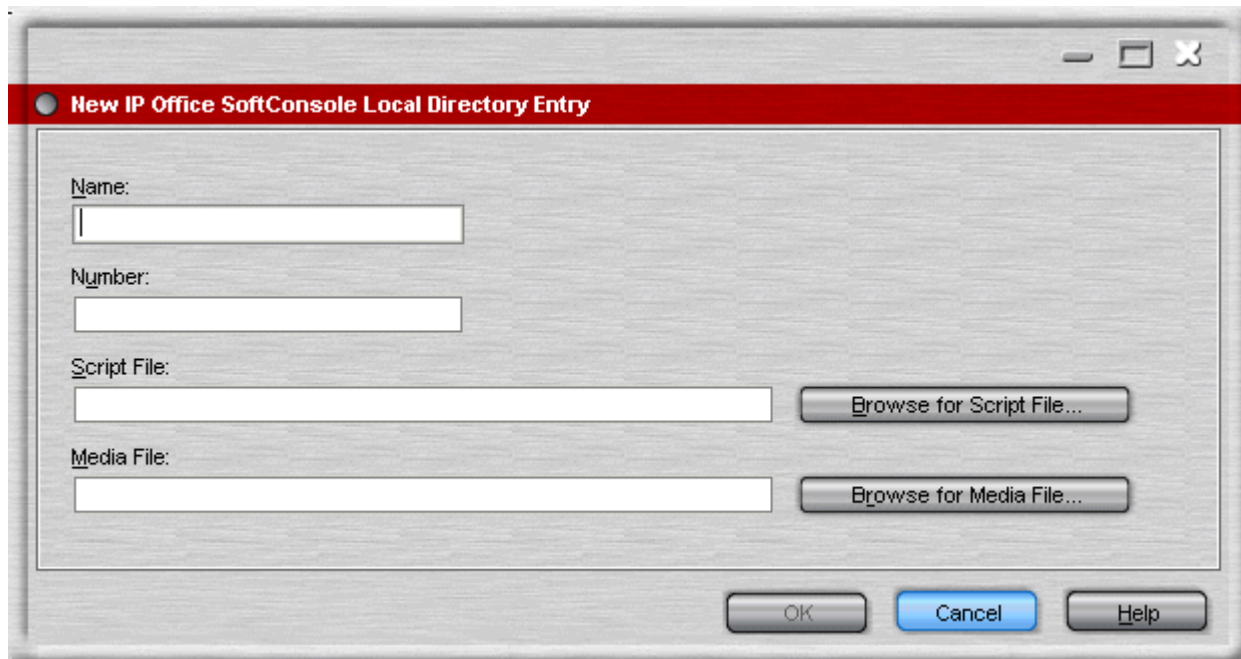 New IP Office SoftConsole Local Directory Entry
Name:
Number:
Script File:
Browse for Script File...
Media File:
Browse for Media File...
OK
Cancel
Help